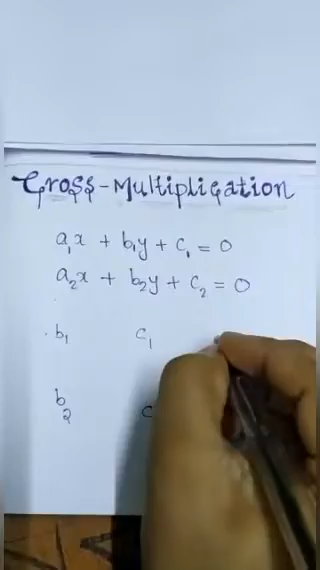 Cross-Multiplication
a₁x + b₁y + c₁ = 0
a₂x + b₂y + c₂ = 0
b₁ c₁
b₂ c